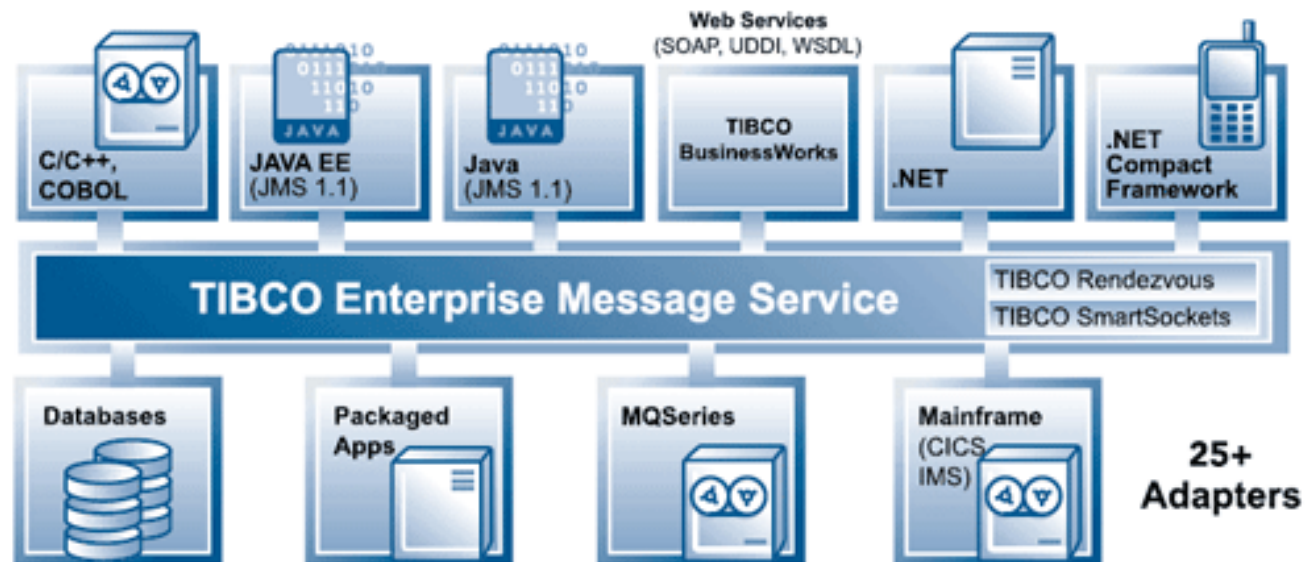 Web Services
(SOAP, UDDI, WSDL)
C/C++,
COBOL
JAVA
JAVA EE
(JMS 1.1)
JAVA
Java
(JMS 1.1)
TIBCO
BusinessWorks
.NET
.NET
Compact
Framework
TIBCO Enterprise Message Service
TIBCO Rendezvous
TIBCO SmartSockets
Databases
Packaged
Apps
MQSeries
Mainframe
(CICS
IMS)
25+
Adapters